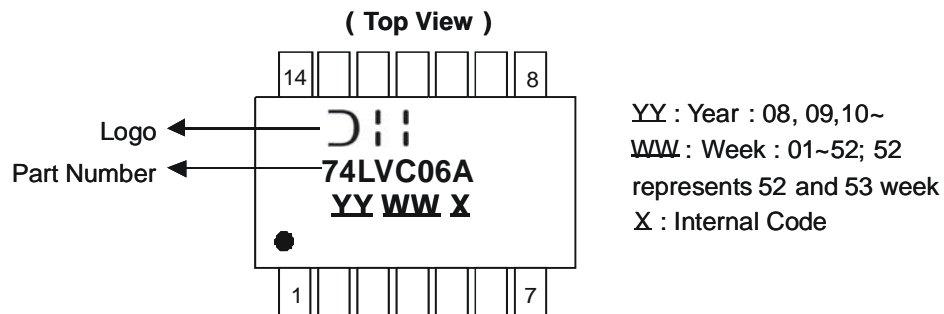 ( Top View )
14 8
Logo
74LVC06A
Part Number
YY WW X
1 7
YY : Year : 08, 09,10~
WW : Week : 01~52; 52
represents 52 and 53 week
X : Internal Code